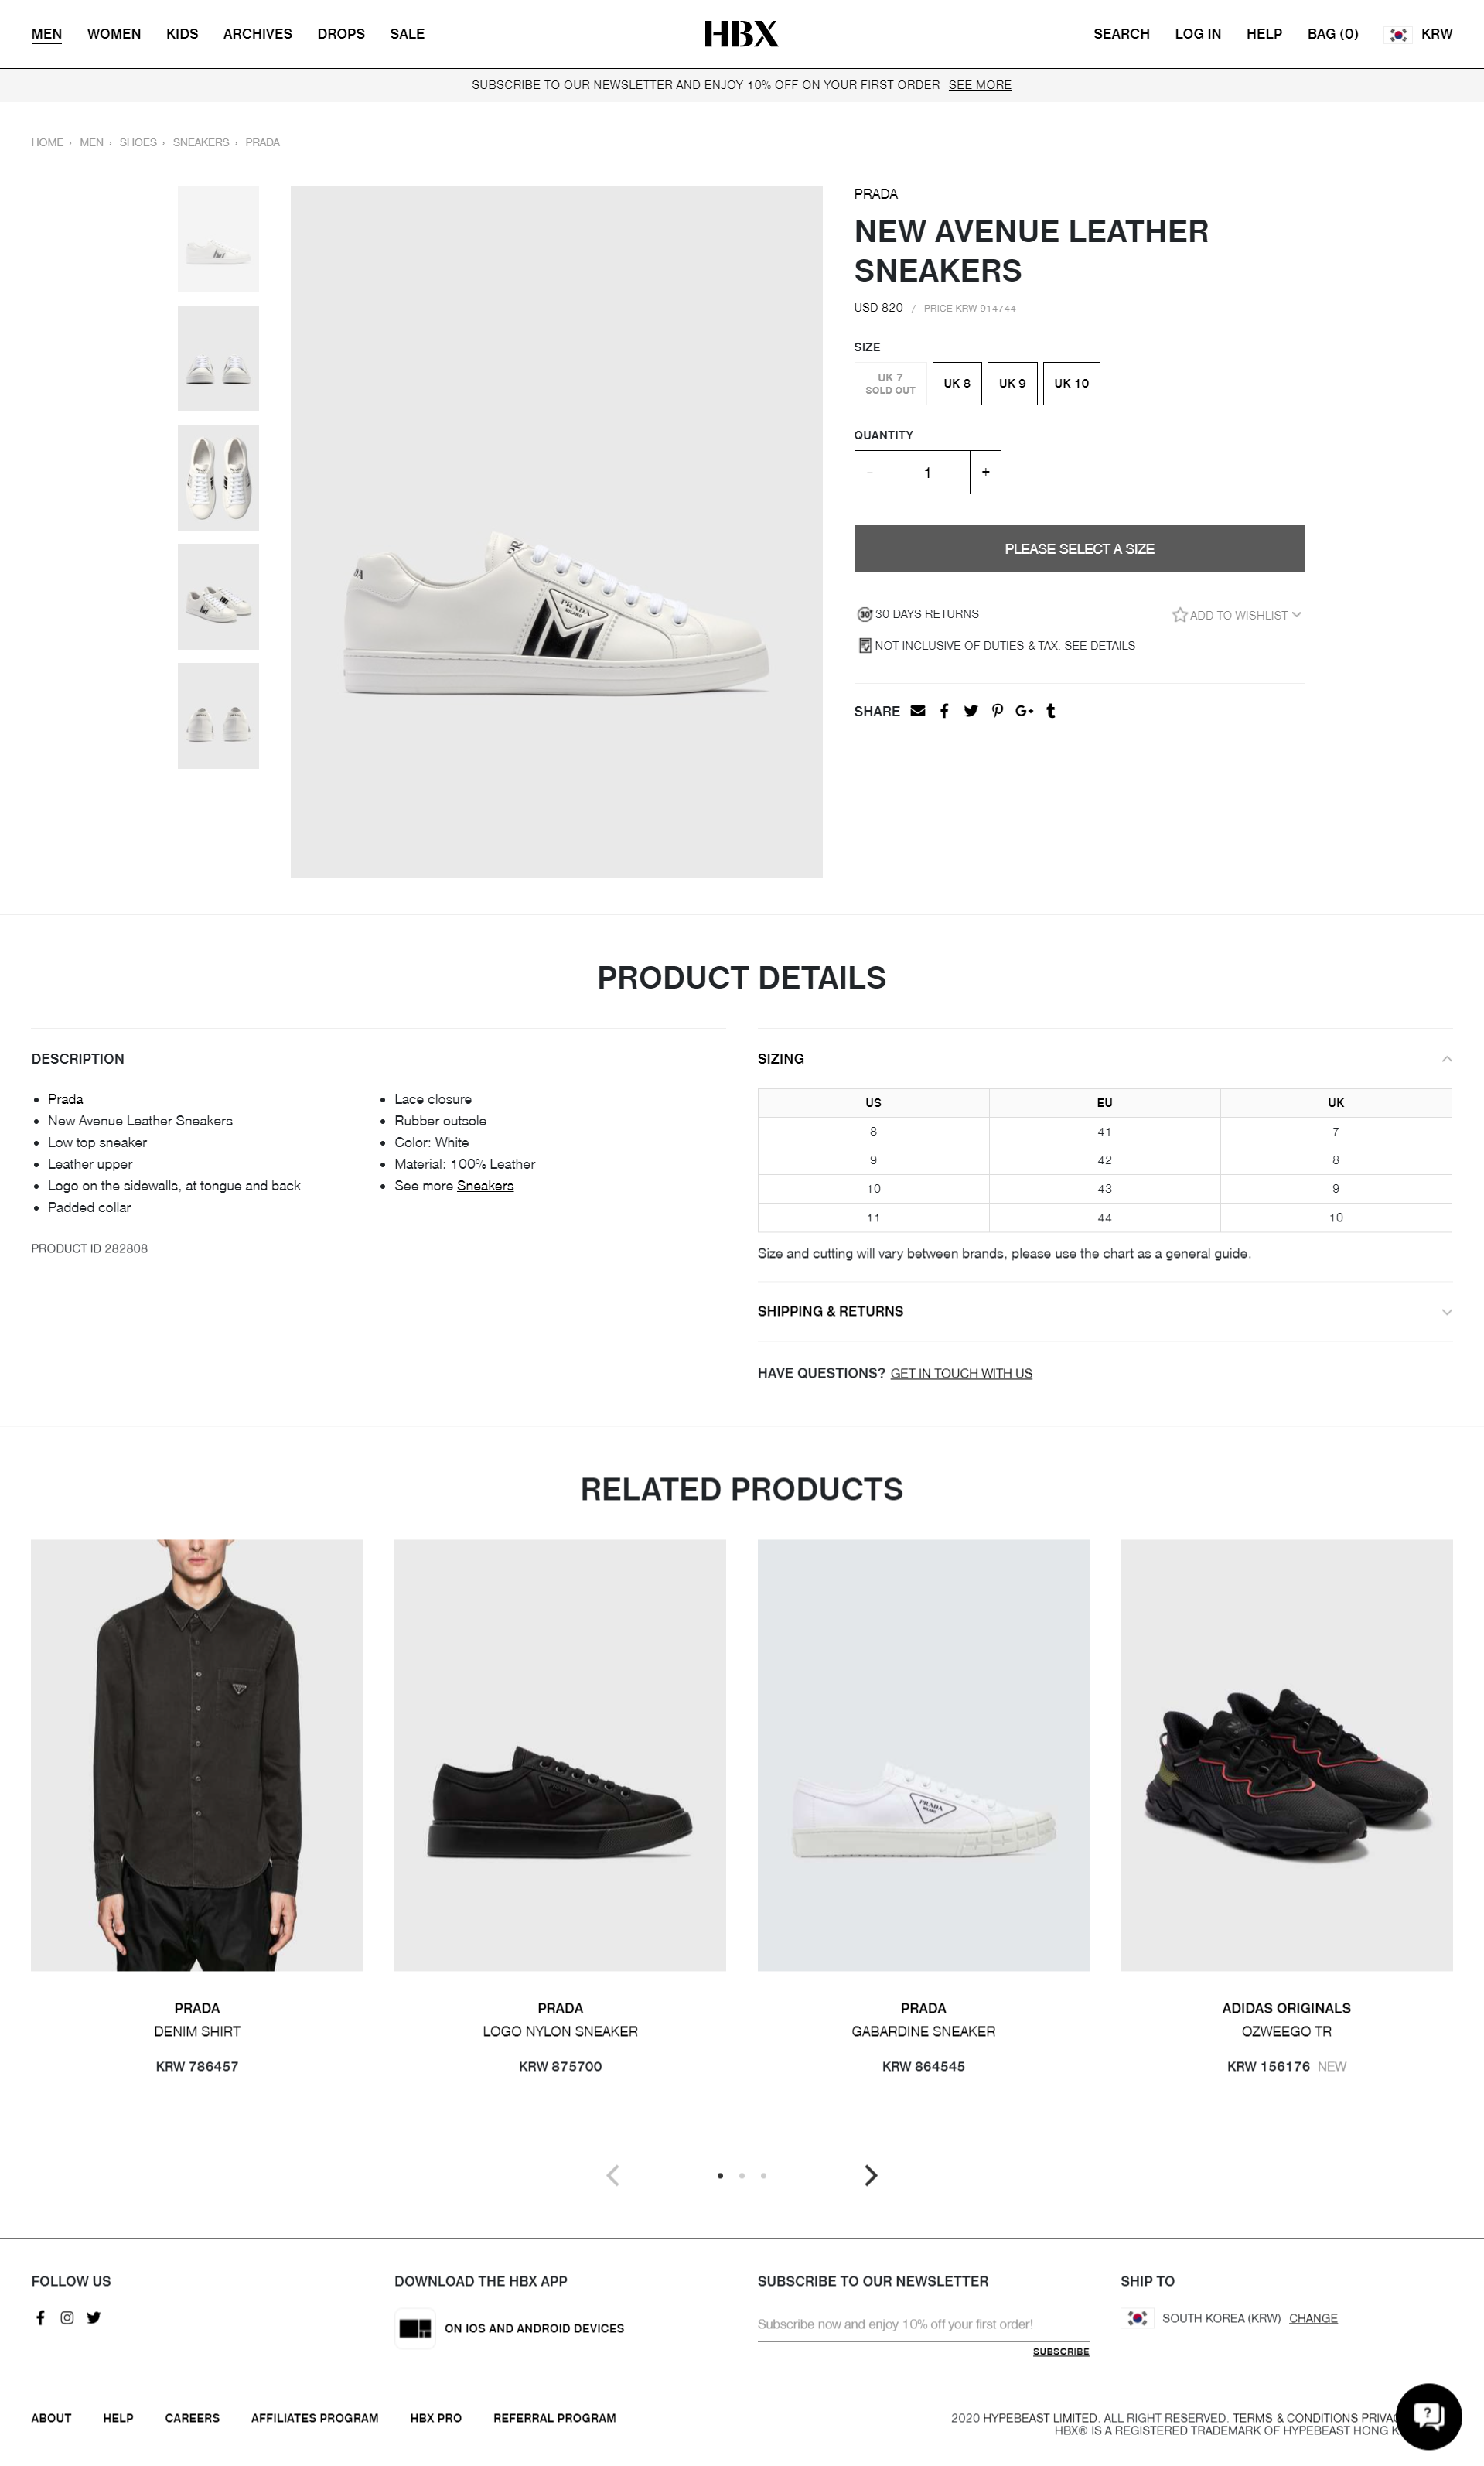 MEN WOMEN KIDS ARCHIVES DROPS SALE HBX SEARCH LOG IN HELP BAG (0) KRW
SUBSCRIBE TO OUR NEWSLETTER AND ENJOY 10% OFF ON YOUR FIRST ORDER SEE MORE
HOME › MEN › SHOES › SNEAKERS › PRADA
PRADA
NEW AVENUE LEATHER
SNEAKERS
USD 820 / PRICE KRW 914744
SIZE
UK 7
SOLD OUT
UK 8 UK 9 UK 10
QUANTITY
- 1 +
PLEASE SELECT A SIZE
30 DAYS RETURNS ADD TO WISHLIST
NOT INCLUSIVE OF DUTIES & TAX. SEE DETAILS
SHARE
PRADA
MILANO
PRODUCT DETAILS
DESCRIPTION
• Prada
• New Avenue Leather Sneakers
• Low top sneaker
• Leather upper
• Logo on the sidewalls, at tongue and back
• Padded collar
• Lace closure
• Rubber outsole
• Color: White
• Material: 100% Leather
• See more Sneakers
PRODUCT ID 282808
SIZING
US EU UK
8 41 7
9 42 8
10 43 9
11 44 10
Size and cutting will vary between brands, please use the chart as a general guide.
SHIPPING & RETURNS
HAVE QUESTIONS? GET IN TOUCH WITH US
RELATED PRODUCTS
PRADA
MILANO
PRADA
DENIM SHIRT
KRW 786457
PRADA
LOGO NYLON SNEAKER
KRW 875700
PRADA
GABARDINE SNEAKER
KRW 864545
ADIDAS ORIGINALS
OZWEEGO TR
KRW 156176 NEW
FOLLOW US
DOWNLOAD THE HBX APP
ON IOS AND ANDROID DEVICES
SUBSCRIBE TO OUR NEWSLETTER
Subscribe now and enjoy 10% off your first order!
SUBSCRIBE
SHIP TO
SOUTH KOREA (KRW) CHANGE
ABOUT HELP CAREERS AFFILIATES PROGRAM HBX PRO REFERRAL PROGRAM
2020 HYPEBEAST LIMITED. ALL RIGHT RESERVED. TERMS & CONDITIONS
HBX® IS A REGISTERED TRADEMARK OF HYPEBEAST HONG